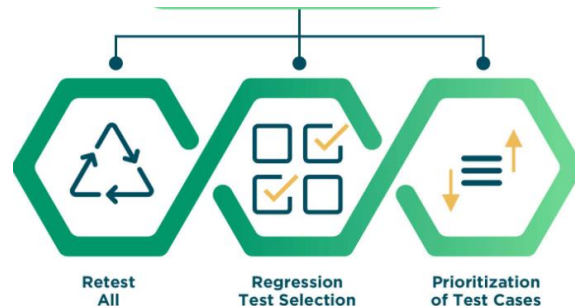 Retest
All
Regression
Test Selection
Prioritization
of Test Cases